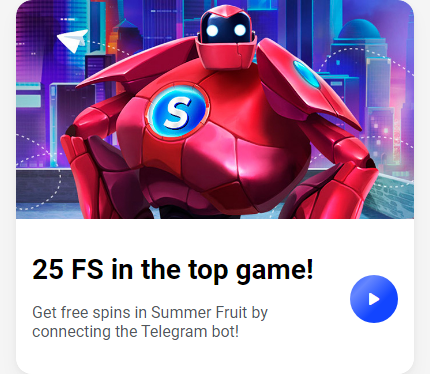 S
25 FS in the top game!
Get free spins in Summer Fruit by
connecting the Telegram bot!